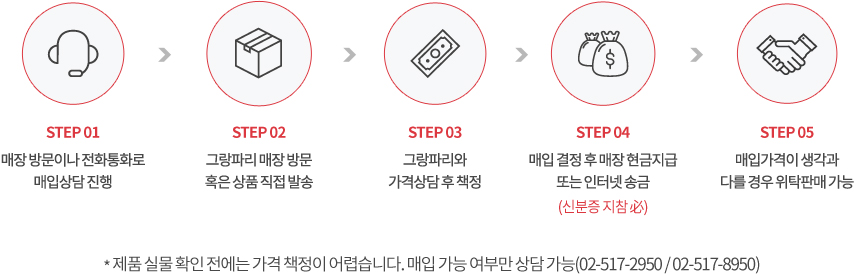 $
STEP 01
매장 방문이나 전화통화로
매입상담 진행
STEP 02
그랑파리 매장 방문
혹은 상품 직접 발송
STEP 03
그랑파리와
가격상담 후 책정
STEP 04
매입 결정 후 매장 현금지급
또는 인터넷 송금
(신분증 지참 必)
STEP 05
매입가격이 생각과
다를 경우 위탁판매 가능
* 제품 실물 확인 전에는 가격 책정이 어렵습니다. 매입 가능 여부만 상담 가능(02-517-2950 / 02-517-8950)